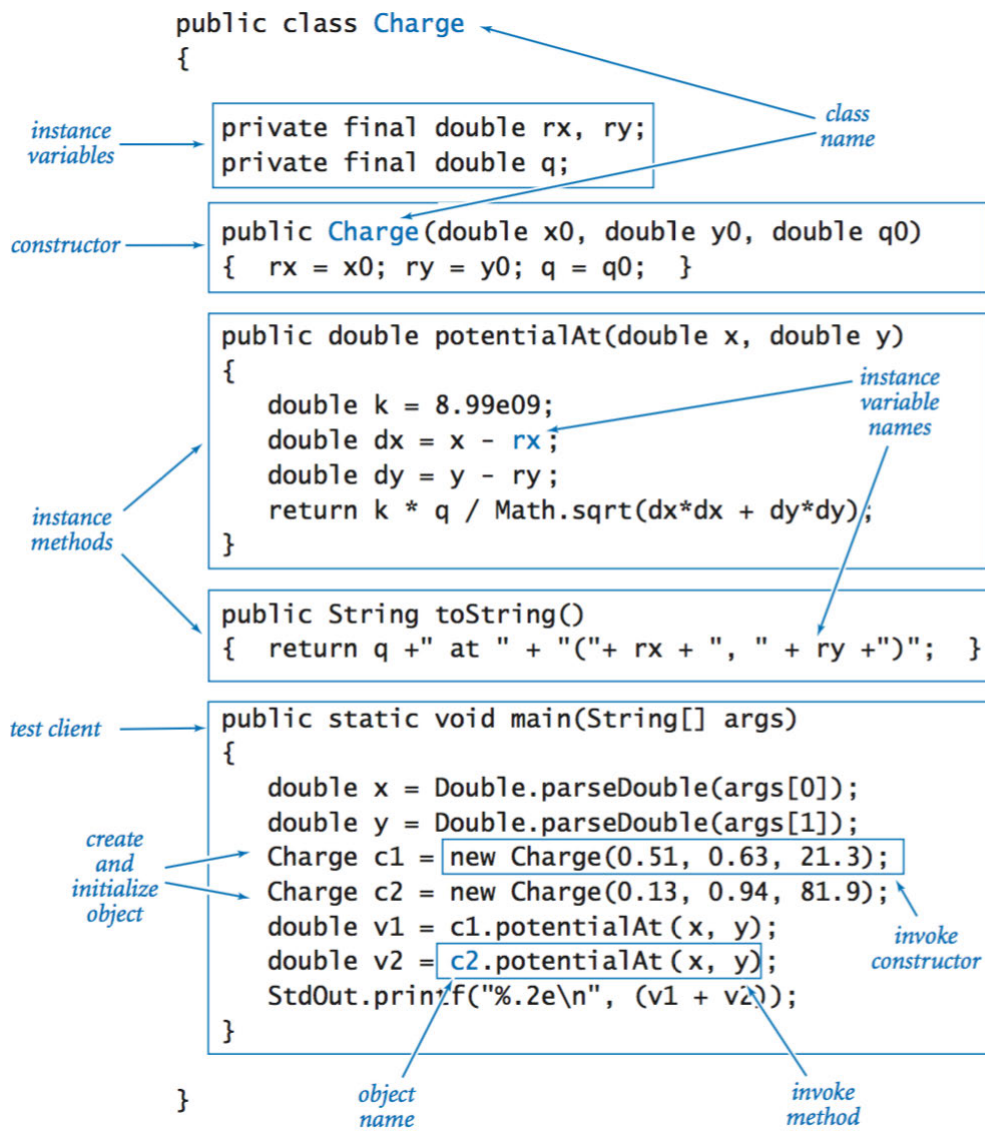 public class Charge
{
class
name
instance
variables
private final double rx, ry;
private final double q;
constructor
public Charge(double x0, double y0, double q0)
{  rx = x0; ry = y0; q = q0;  }
instance
methods
public double potentialAt(double x, double y)
{
   double k = 8.99e09;
   double dx = x - rx;
   double dy = y - ry;
   return k * q / Math.sqrt(dx*dx + dy*dy);
}
instance
variable
names
public String toString()
{  return q +" at " + "("+ rx + ", " + ry +")";  }
test client
public static void main(String[] args)
{
   double x = Double.parseDouble(args[0]);
   double y = Double.parseDouble(args[1]);
   Charge c1 = new Charge(0.51, 0.63, 21.3);
   Charge c2 = new Charge(0.13, 0.94, 81.9);
   double v1 = c1.potentialAt(x, y);
   double v2 = c2.potentialAt(x, y);
   StdOut.printf("%.2e\n", (v1 + v2));
}
create
and
initialize
object
invoke
constructor
}
object
name
invoke
method